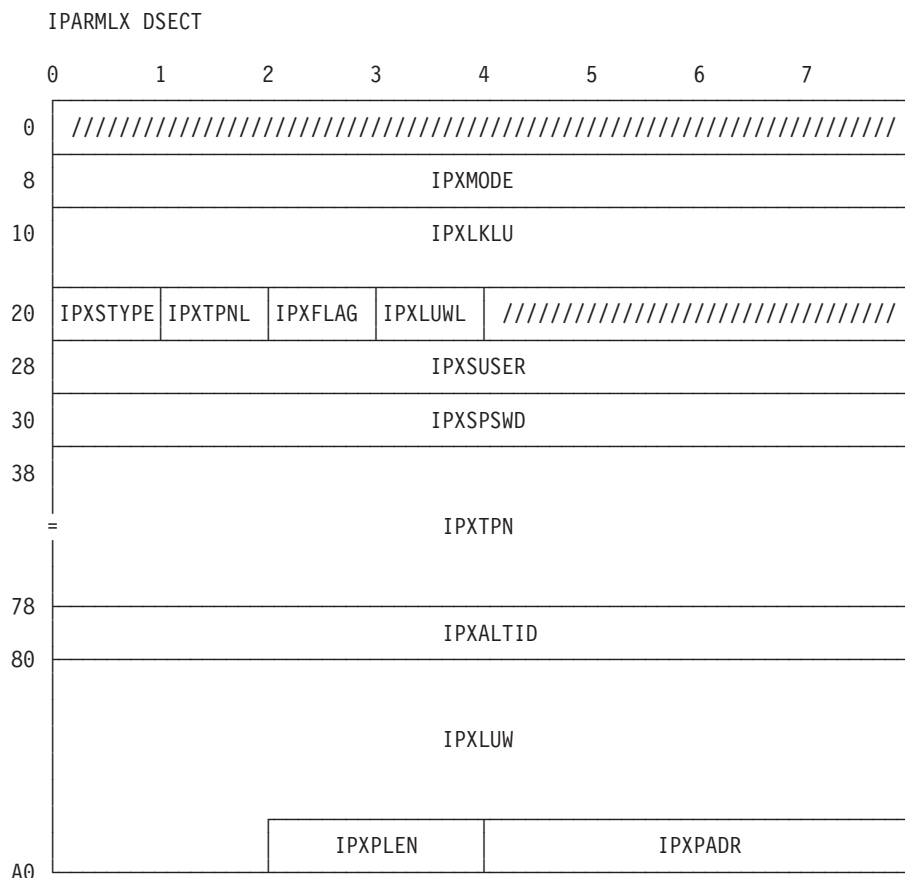 IPARMLX DSECT
0 1 2 3 4 5 6 7
0 /////////////////////////////////////////////////////////////////////
8 IPXMODE
10 IPXLKLU
20 IPXSTYPE IPXTPNL IPXFLAG IPXLUWL /////////////////////////////////
28 IPXSUSER
30 IPXSPSWD
38
= IPXTPN
78
IPXALTID
80
IPXLUW
IPXPLEN IPXPADR
A0